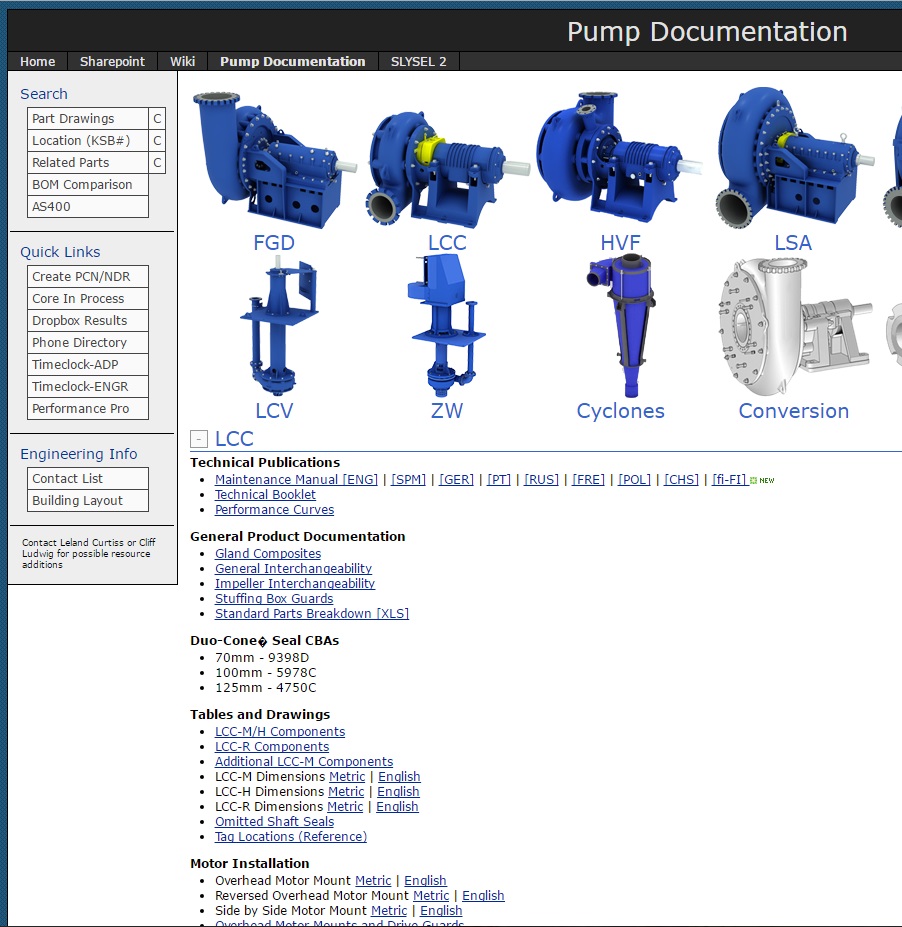 Pump Documentation
Home Sharepoint Wiki Pump Documentation SLYSEL 2
Search
Part Drawings C
Location (KSB#) C
Related Parts C
BOM Comparison
AS400
Quick Links
Create PCN/NDR
Core In Process
Dropbox Results
Phone Directory
Timeclock-ADP
Timeclock-ENGR
Performance Pro
Engineering Info
Contact List
Building Layout
Contact Leland Curtiss or Cliff
Ludwig for possible resource
additions
FGD LCC HVF LSA
LCV ZW Cyclones Conversion
- LCC
Technical Publications
• Maintenance Manual [ENG] | [SPM] | [GER] | [PT] | [RUS] | [FRE] | [POL] | [CHS] | [fi-FI] NEW
• Technical Booklet
• Performance Curves
General Product Documentation
• Gland Composites
• General Interchangeability
• Impeller Interchangeability
• Stuffing Box Guards
• Standard Parts Breakdown [XLS]
Duo-Cone� Seal CBAs
• 70mm - 9398D
• 100mm - 5978C
• 125mm - 4750C
Tables and Drawings
• LCC-M/H Components
• LCC-R Components
• Additional LCC-M Components
• LCC-M Dimensions Metric | English
• LCC-H Dimensions Metric | English
• LCC-R Dimensions Metric | English
• Omitted Shaft Seals
• Tag Locations (Reference)
Motor Installation
• Overhead Motor Mount Metric | English
• Reversed Overhead Motor Mount Metric | English
• Side by Side Motor Mount Metric | English
• Overhead Motor Mounts and Drive Guards